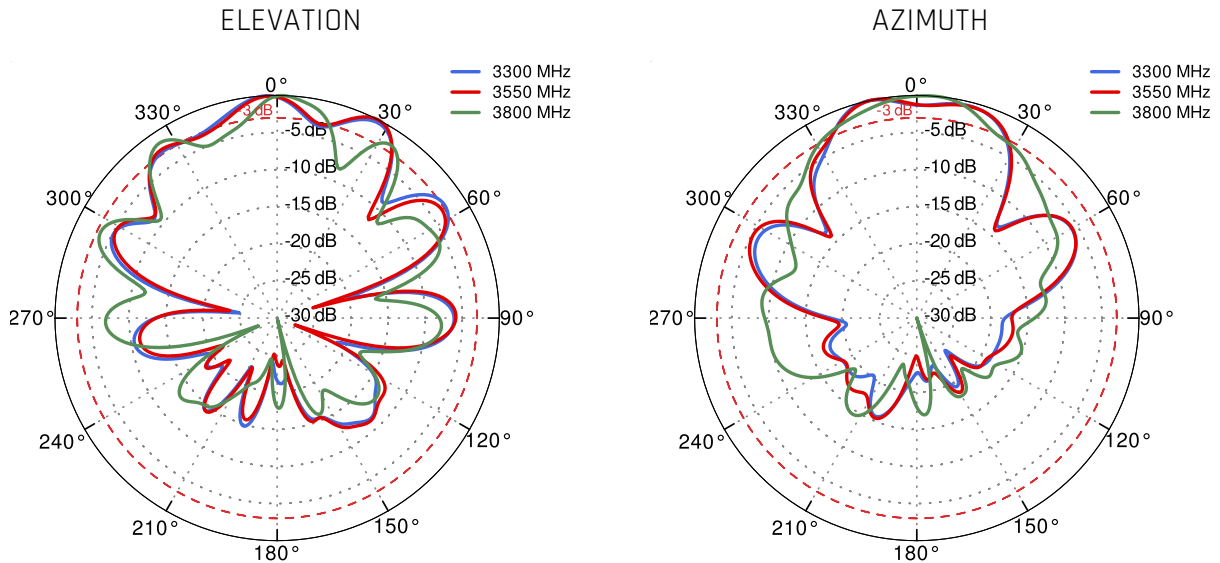 ELEVATION
3300 MHz
3550 MHz
3800 MHz
0°
330°
30°
-3 dB
-5 dB
-10 dB
300°
60°
-15 dB
-20 dB
-25 dB
270°
-30 dB
90°
240°
120°
210°
150°
180°
AZIMUTH
3300 MHz
3550 MHz
3800 MHz
0°
330°
30°
-3 dB
-5 dB
-10 dB
300°
60°
-15 dB
-20 dB
-25 dB
270°
-30 dB
90°
240°
120°
210°
150°
180°